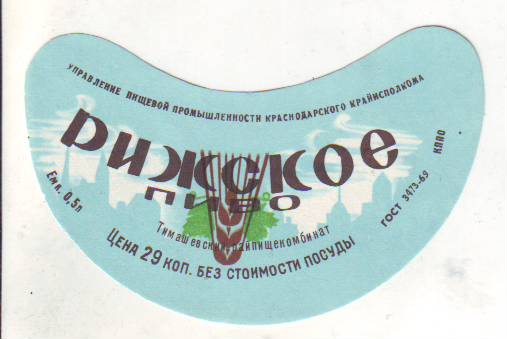 УПРАВЛЕНИЕ ПИЩЕВОЙ ПРОМЫШЛЕННОСТИ КРАСНОДАРСКОГО КРАЙИСПОЛКОМА
РИЖСКОЕ
ПИВО
Емк. 0,5л
Тимашевский райпищекомбинат
ЦЕНА 29 КОП. БЕЗ СТОИМОСТИ ПОСУДЫ
ГОСТ 3473-69
КППО